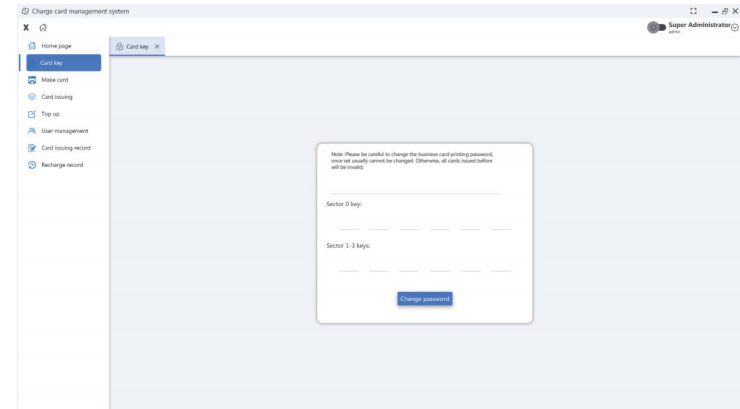 Charge card management system
X
Super Administrator
admin
Home page
Card key
Make card
Card issuing
Top up
User management
Card issuing record
Recharge record
Card key ×
Note :Please be careful to change the business card printing password,
once set usually cannot be changed. Otherwise, all cards issued before
will be invalid;
Sector 0 key:
Sector 1-3 keys:
Change password